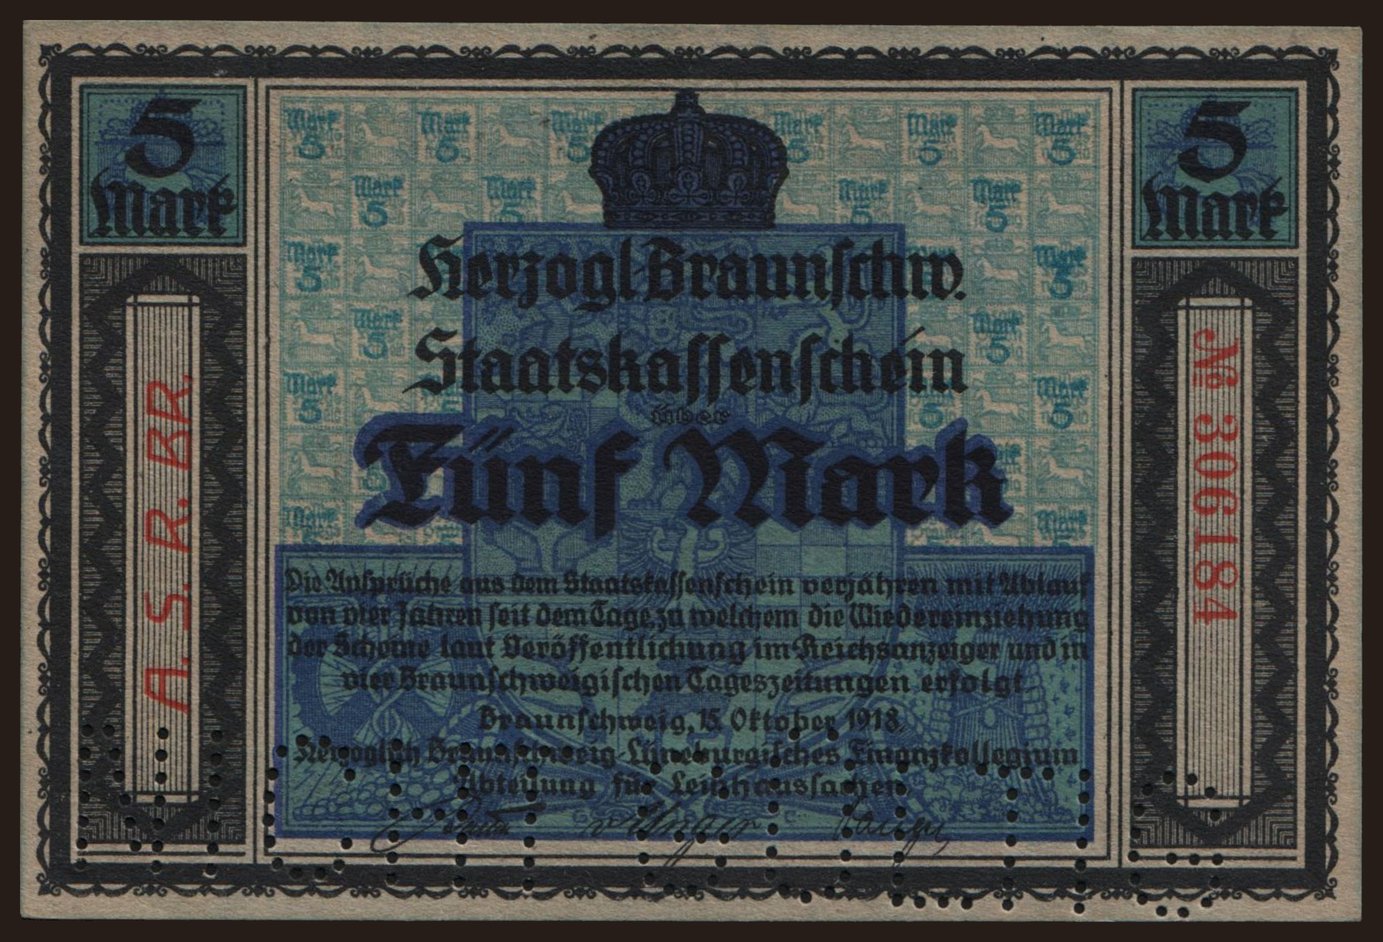 5
Mark
5
Mark
Herzogl. Braunschw.
Staatskassenschein
über
Fünf Mark
Die Ansprüche aus dem Staatskassenschein verjähren mit Ablauf
von vier Jahren seit dem Tage, zu welchem die Wiedereinziehung
der Scheine laut Veröffentlichung im Reichsanzeiger und in
vier Braunschweigischen Tageszeitungen erfolgt
Braunschweig, 15. Oktober 1918.
Herzoglich Braunschweig-Lüneburgisches Finanzkollegium
Abteilung für Leihhaussachen
A. S. R. BR.
№ 306184